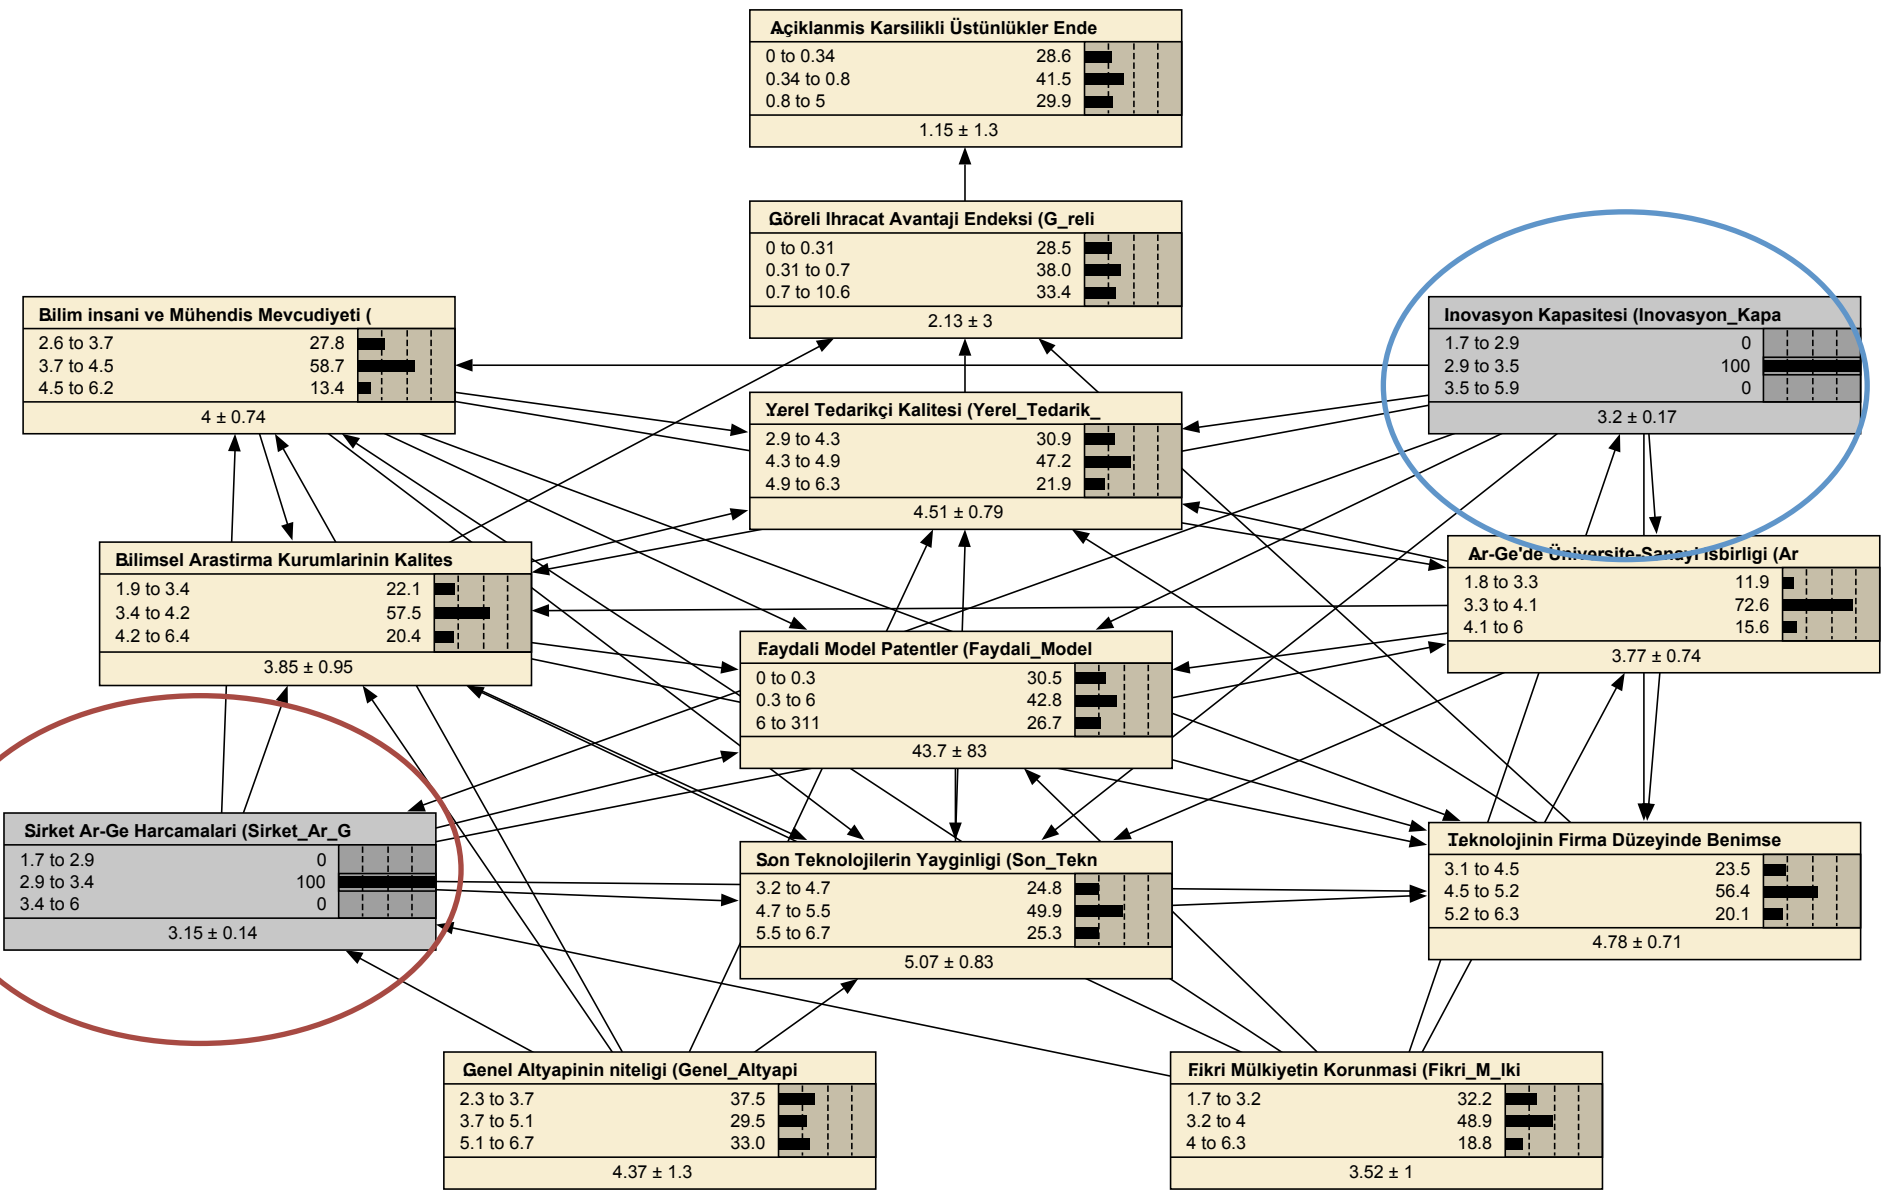 Açiklanmis Karsilikli Üstünlükler Ende
0 to 0.34 28.6
0.34 to 0.8 41.5
0.8 to 5 29.9
1.15 ± 1.3
Göreli Ihracat Avantaji Endeksi (G_reli
0 to 0.31 28.5
0.31 to 0.7 38.0
0.7 to 10.6 33.4
2.13 ± 3
Bilim insani ve Mühendis Mevcudiyeti (
2.6 to 3.7 27.8
3.7 to 4.5 58.7
4.5 to 6.2 13.4
4 ± 0.74
Inovasyon Kapasitesi (Inovasyon_Kapa
1.7 to 2.9 0
2.9 to 3.5 100
3.5 to 5.9 0
3.2 ± 0.17
Yerel Tedarikçi Kalitesi (Yerel_Tedarik_
2.9 to 4.3 30.9
4.3 to 4.9 47.2
4.9 to 6.3 21.9
4.51 ± 0.79
Bilimsel Arastirma Kurumlarinin Kalites
1.9 to 3.4 22.1
3.4 to 4.2 57.5
4.2 to 6.4 20.4
3.85 ± 0.95
Ar-Ge'de Üniversite-Sanayi Isbirligi (Ar
1.8 to 3.3 11.9
3.3 to 4.1 72.6
4.1 to 6 15.6
3.77 ± 0.74
Faydali Model Patentler (Faydali_Model
0 to 0.3 30.5
0.3 to 6 42.8
6 to 311 26.7
43.7 ± 83
Sirket Ar-Ge Harcamalari (Sirket_Ar_G
1.7 to 2.9 0
2.9 to 3.4 100
3.4 to 6 0
3.15 ± 0.14
Son Teknolojilerin Yayginligi (Son_Tekn
3.2 to 4.7 24.8
4.7 to 5.5 49.9
5.5 to 6.7 25.3
5.07 ± 0.83
Teknolojinin Firma Düzeyinde Benimse
3.1 to 4.5 23.5
4.5 to 5.2 56.4
5.2 to 6.3 20.1
4.78 ± 0.71
Genel Altyapinin niteligi (Genel_Altyapi
2.3 to 3.7 37.5
3.7 to 5.1 29.5
5.1 to 6.7 33.0
4.37 ± 1.3
Fikri Mülkiyetin Korunmasi (Fikri_M_lki
1.7 to 3.2 32.2
3.2 to 4 48.9
4 to 6.3 18.8
3.52 ± 1